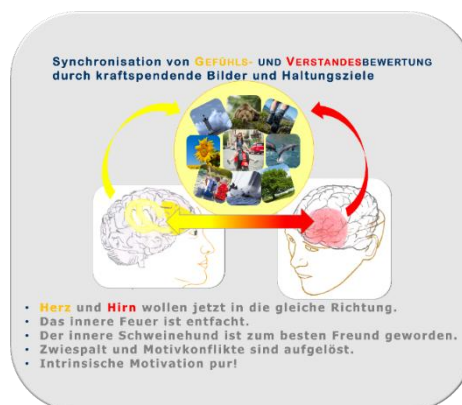 Synchronisation von GEFÜHLS- UND VERSTANDESBEWERTUNG
durch kraftspendende Bilder und Haltungsziele
• Herz und Hirn wollen jetzt in die gleiche Richtung.
• Das innere Feuer ist entfacht.
• Der innere Schweinehund ist zum besten Freund geworden.
• Zwiespalt und Motivkonflikte sind aufgelöst.
• Intrinsische Motivation pur!